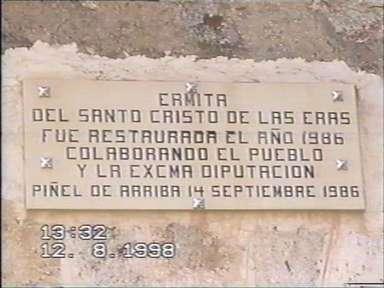 ERMITA
DEL SANTO CRISTO DE LAS ERAS
FUE RESTAURADA EL AÑO 1986
COLABORANDO EL PUEBLO
Y LA EXCMA DIPUTACION
PIÑEL DE ARRIBA 14 SEPTIEMBRE 1986
13:32
12. 8.1998